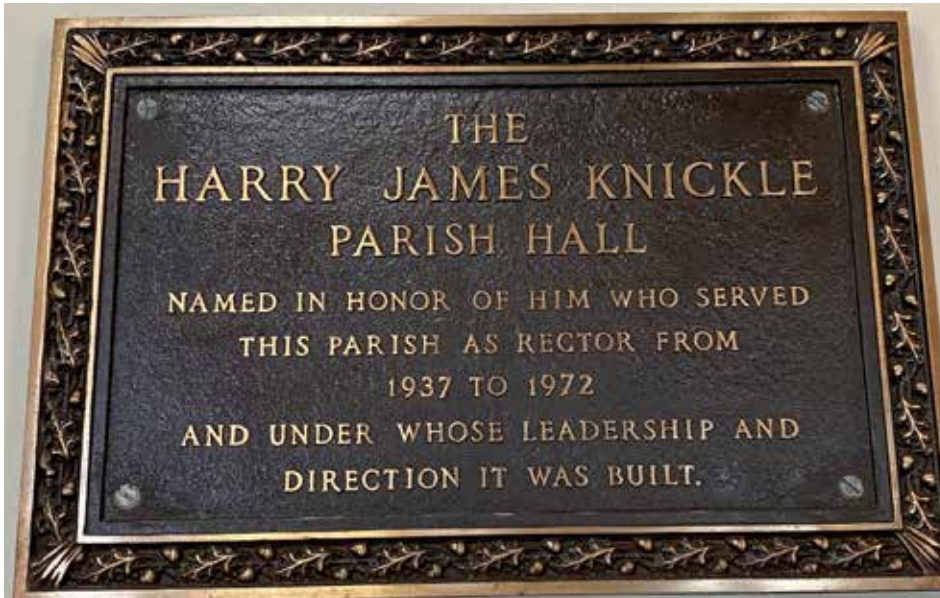 THE
HARRY JAMES KNICKLE
PARISH HALL
NAMED IN HONOR OF HIM WHO SERVED
THIS PARISH AS RECTOR FROM
1937 TO 1972
AND UNDER WHOSE LEADERSHIP AND
DIRECTION IT WAS BUILT.